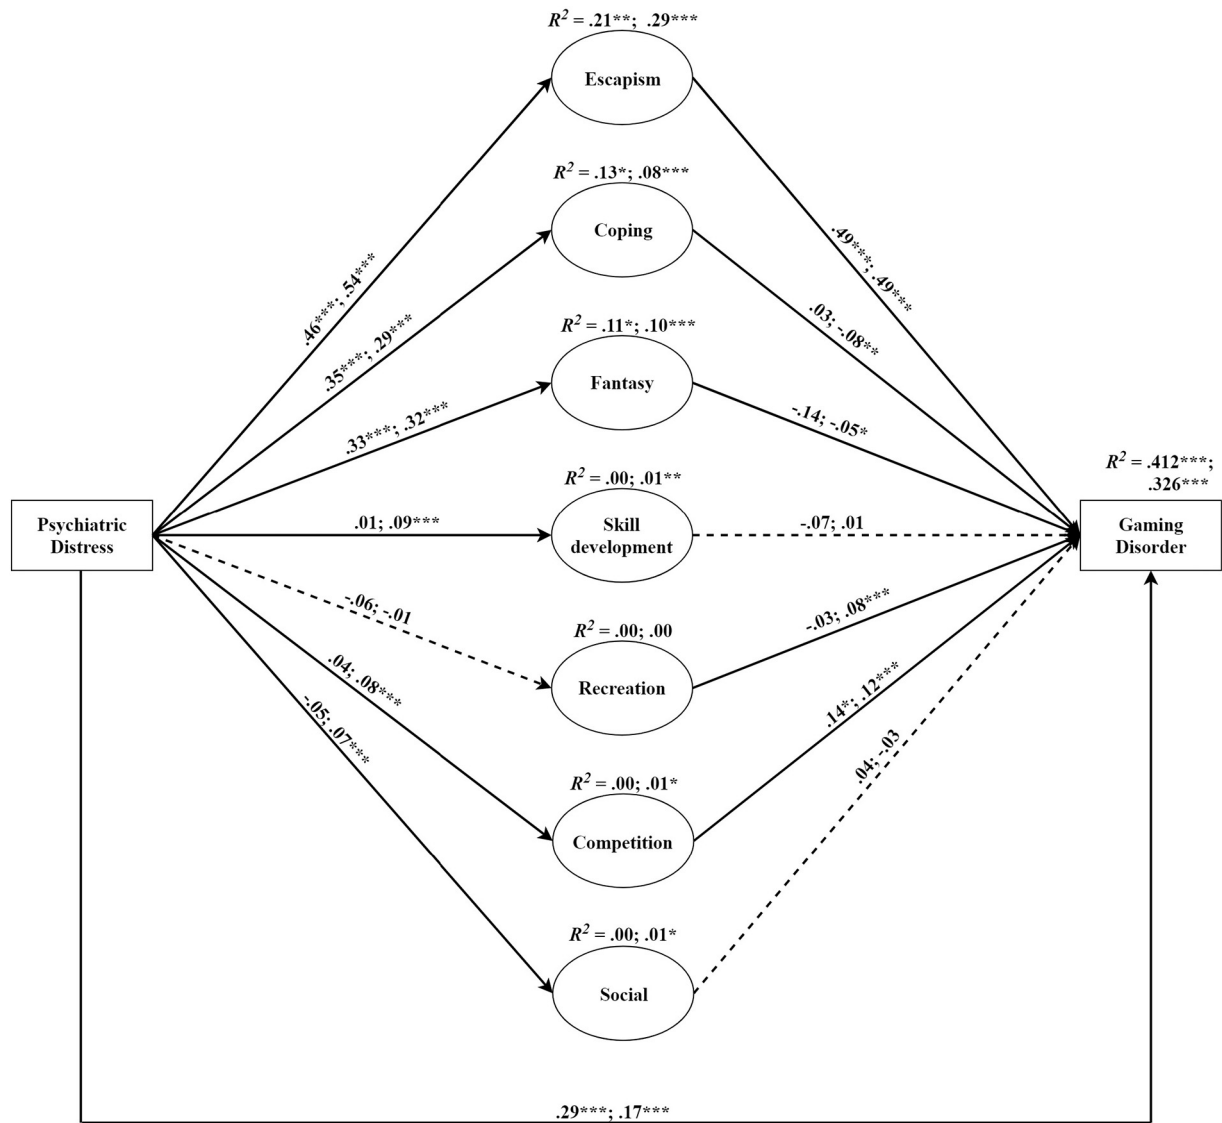 R² = .21**; .29***
Escapism
.46***; .54***
.49***; .49***
R² = .13*; .08***
Coping
.35***; .29***
.03; -.08**
R² = .11*; .10***
Fantasy
.33***; .32***
-.14; -.05*
R² = .412***;
.326***
R² = .00; .01**
Psychiatric
Distress
.01; .09***
Skill
development
-.07; .01
Gaming
Disorder
-.06; -.01
R² = .00; .00
Recreation
-.03; .08***
.04; .08***
.14*; .12***
-.05; .07***
R² = .00; .01*
Competition
.04; -.03
R² = .00; .01*
Social
.29***; .17***